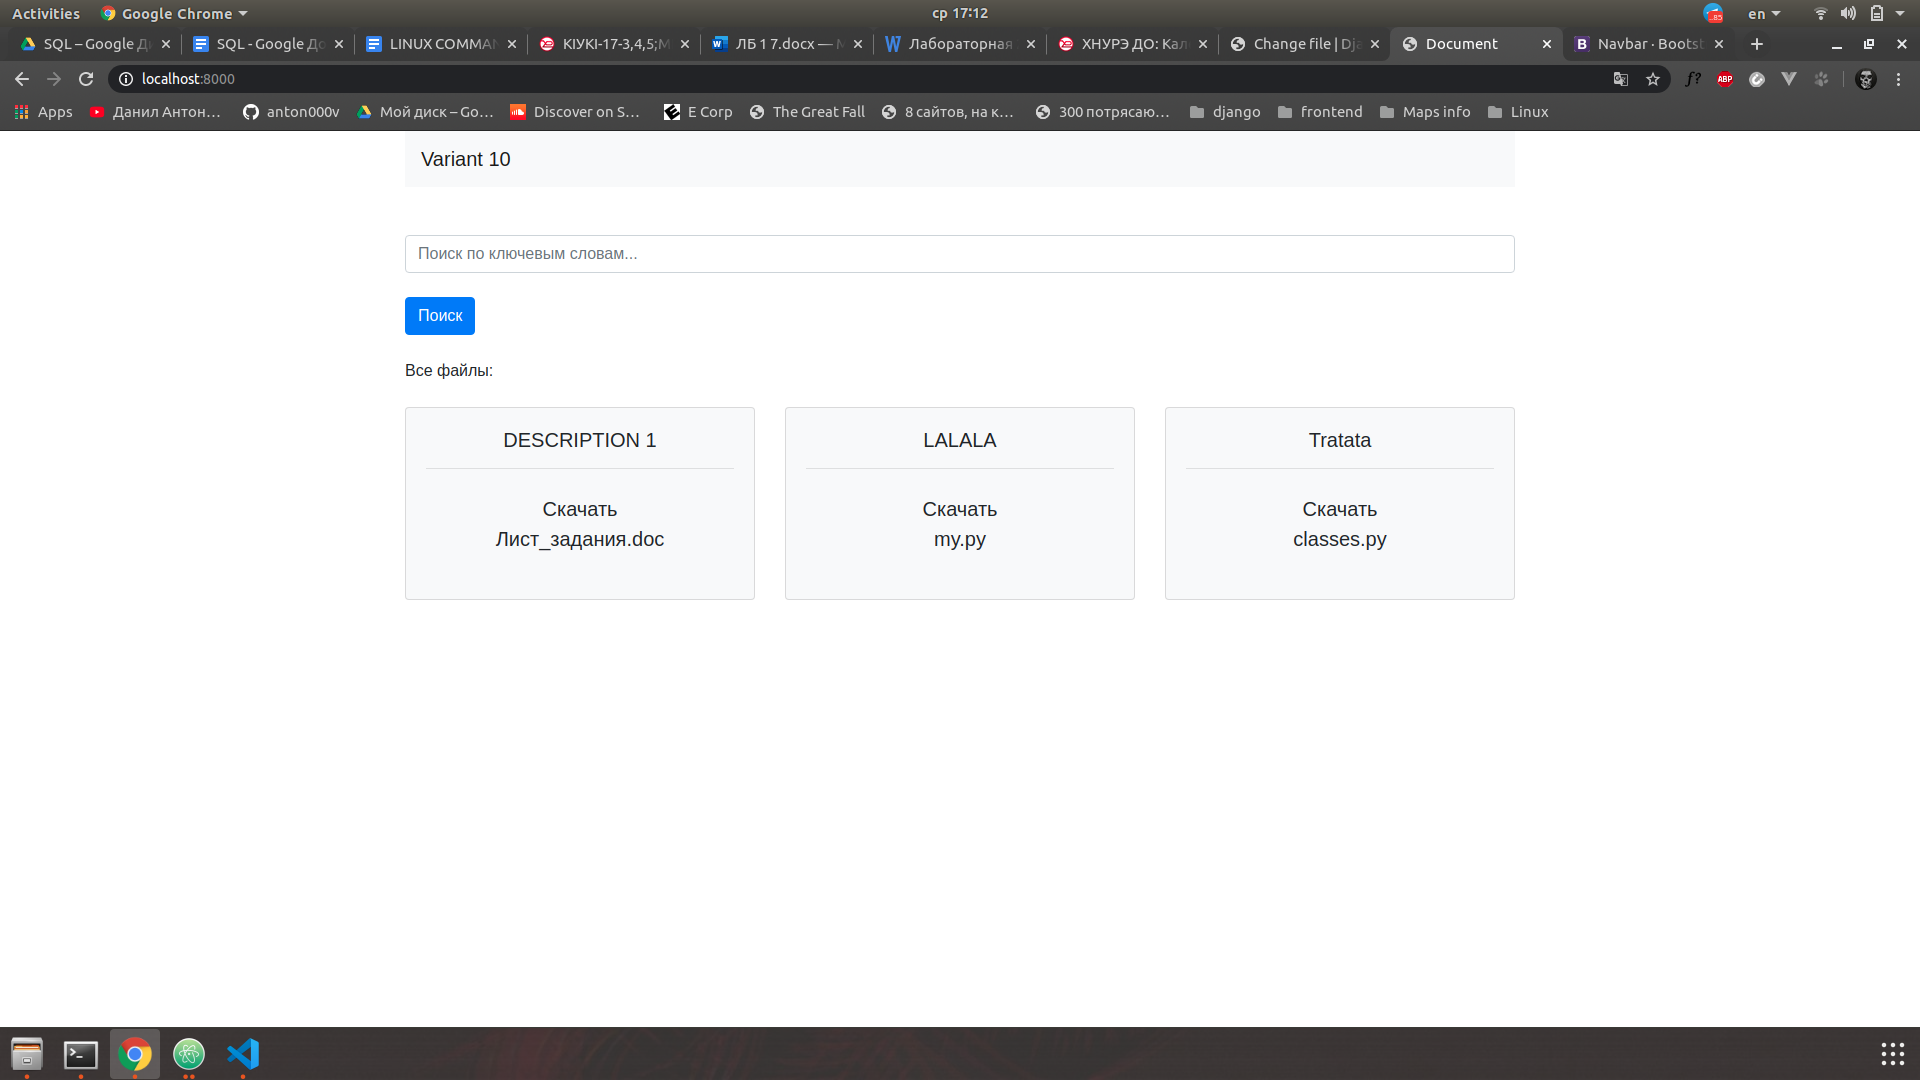 Activities Google Chrome ср 17:12 85 en
SQL – Google Д SQL - Google До LINUX COMMAN КІУКІ-17-3,4,5;М ЛБ 1 7.docx — М Лабораторная ХНУРЭ ДО: Кал Change file | Dja Document Navbar · Bootst
localhost:8000 f? ABP
Apps Данил Антон... anton000v Мой диск – Go... Discover on S... E Corp The Great Fall 8 сайтов, на к... 300 потрясаю... django frontend Maps info Linux
Variant 10
Поиск по ключевым словам...
Поиск
Все файлы:
DESCRIPTION 1 LALALA Tratata
Скачать Скачать Скачать
Лист_задания.doc my.py classes.py